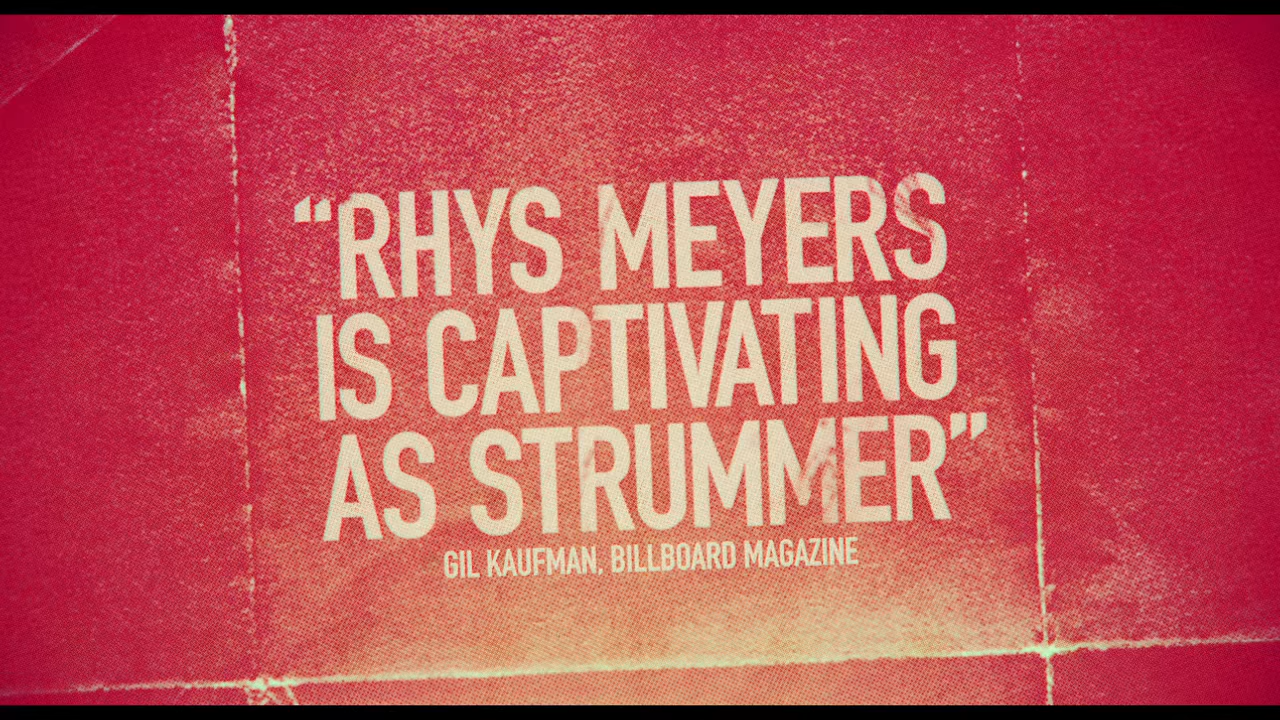 “RHYS MEYERS
IS CAPTIVATING
AS STRUMMER”
GIL KAUFMAN, BILLBOARD MAGAZINE